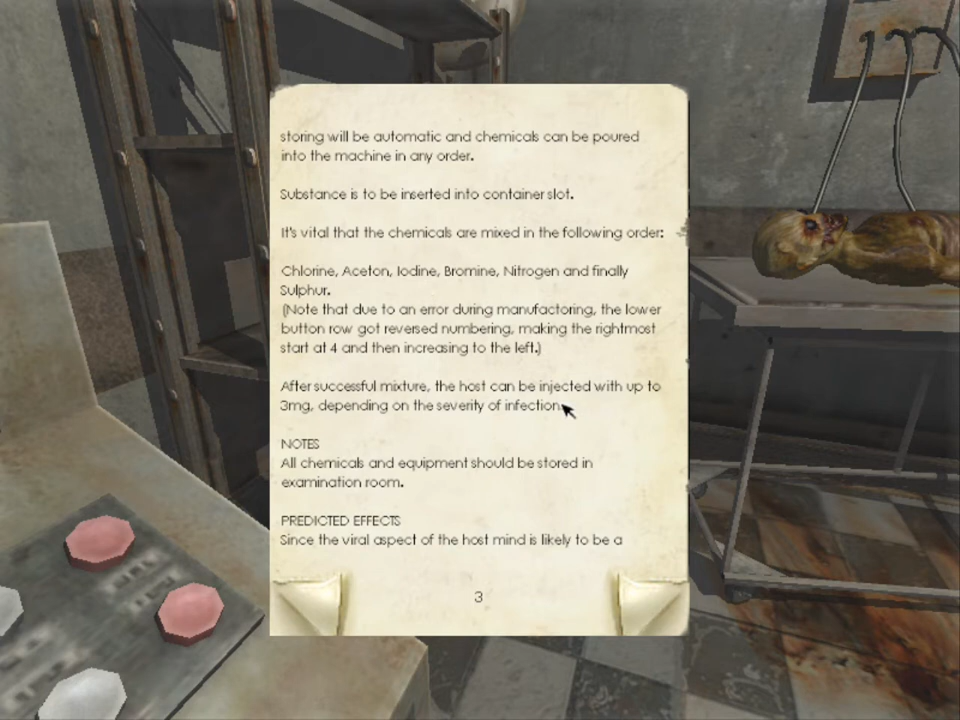 storing will be automatic and chemicals can be poured
into the machine in any order.
Substance is to be inserted into container slot.
It's vital that the chemicals are mixed in the following order:
Chlorine, Aceton, Iodine, Bromine, Nitrogen and finally
Sulphur.
(Note that due to an error during manufactoring, the lower
button row got reversed numbering, making the rightmost
start at 4 and then increasing to the left.)
After successful mixture, the host can be injected with up to
3mg, depending on the severity of infection.
NOTES
All chemicals and equipment should be stored in
examination room.
PREDICTED EFFECTS
Since the viral aspect of the host mind is likely to be a
3